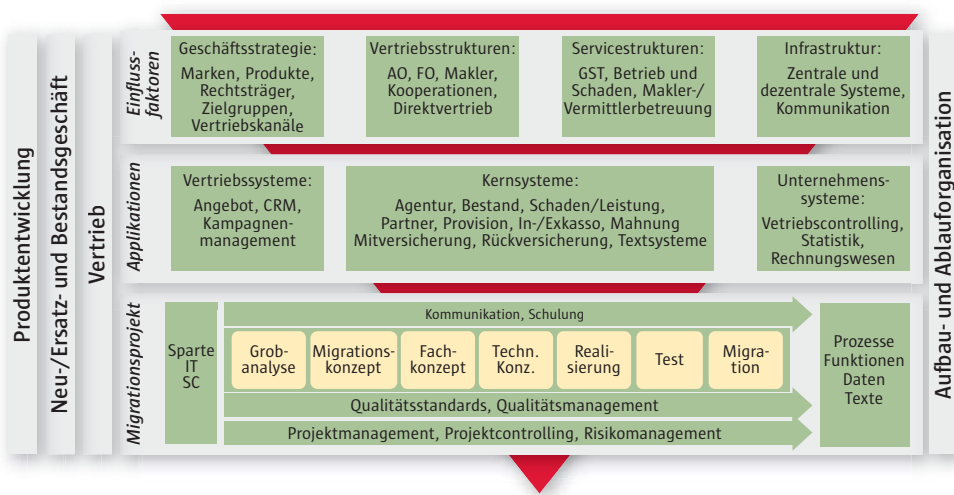 Produktentwicklung
Neu-/Ersatz- und Bestandsgeschäft
Vertrieb
Einfluss-
faktoren
Geschäftsstrategie:
Marken, Produkte,
Rechtsträger,
Zielgruppen,
Vertriebskanäle
Vertriebsstrukturen:
AO, FO, Makler,
Kooperationen,
Direktvertrieb
Servicestrukturen:
GST, Betrieb und
Schaden, Makler-/
Vermittlerbetreuung
Infrastruktur:
Zentrale und
dezentrale Systeme,
Kommunikation
Applikationen
Vertriebssysteme:
Angebot, CRM,
Kampagnen-
management
Kernsysteme:
Agentur, Bestand, Schaden/Leistung,
Partner, Provision, In-/Exkasso, Mahnung
Mitversicherung, Rückversicherung, Textsysteme
Unternehmens-
systeme:
Vetriebscontrolling,
Statistik,
Rechnungswesen
Migrationsprojekt
Sparte
IT
SC
Kommunikation, Schulung
Grob-
analyse
Migrations-
konzept
Fach-
konzept
Techn.
Konz.
Reali-
sierung
Test
Migra-
tion
Qualitätsstandards, Qualitätsmanagement
Projektmanagement, Projektcontrolling, Risikomanagement
Prozesse
Funktionen
Daten
Texte
Aufbau- und Ablauforganisation